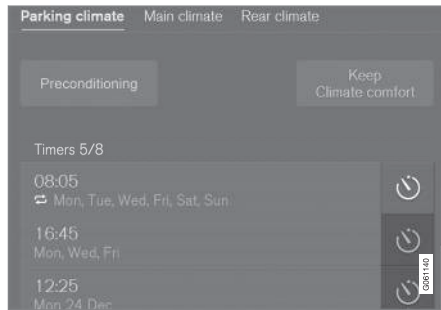 Parking climate Main climate Rear climate
Preconditioning
Keep
Climate comfort
Timers 5/8
08:05
Mon, Tue, Wed, Fri, Sat, Sun
16:45
Mon, Wed, Fri
12:25
Mon 24 Dec
G061140